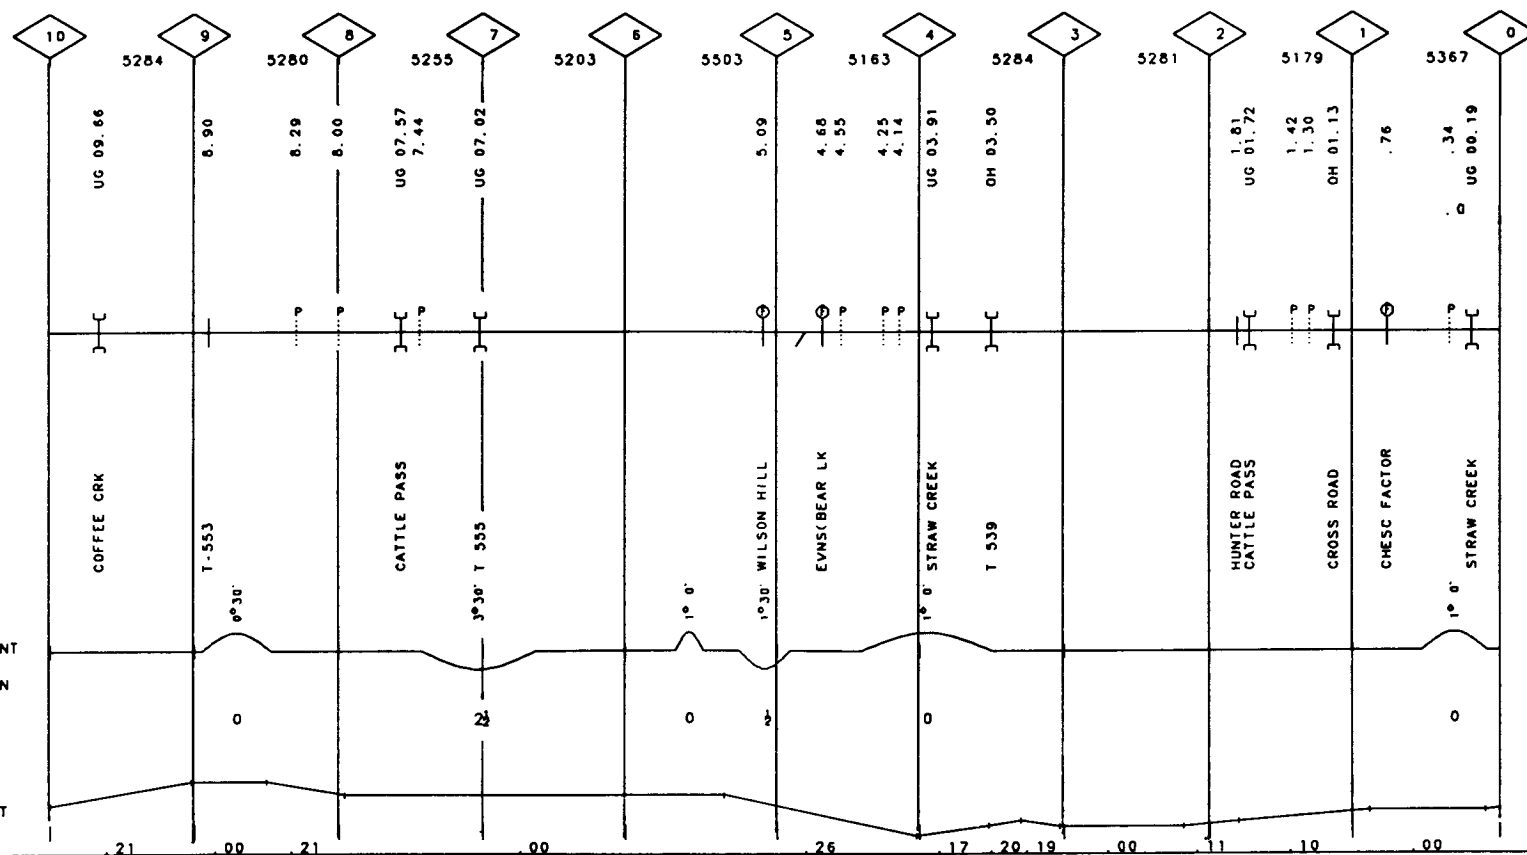 10 9 8 7 6 5 4 3 2 1 0
5284 5280 5255 5203 5503 5163 5284 5281 5179 5367
UG 09.66
8.90
8.29
8.00
UG 07.57
7.44
UG 07.02
5.09
4.68
4.55
4.25
4.14
UG 03.91
OH 03.50
1.81
UG 01.72
1.42
1.30
OH 01.13
.76
.34
UG 00.19
. 0
P P P P P P P P P
F F F
COFFEE CRK
T-553
CATTLE PASS
T 555
WILSON HILL
EVNS(BEAR LK
STRAW CREEK
T 539
HUNTER ROAD
CATTLE PASS
CROSS ROAD
CHESC FACTOR
STRAW CREEK
0°30'
3°30'
1° 0'
1°30'
1° 0'
1° 0'
NT
N
0 2½ 0 ½ 0 0
T
.21 .00 .21 .00 .26 .17 .20 .19 .00 .11 .10 .00